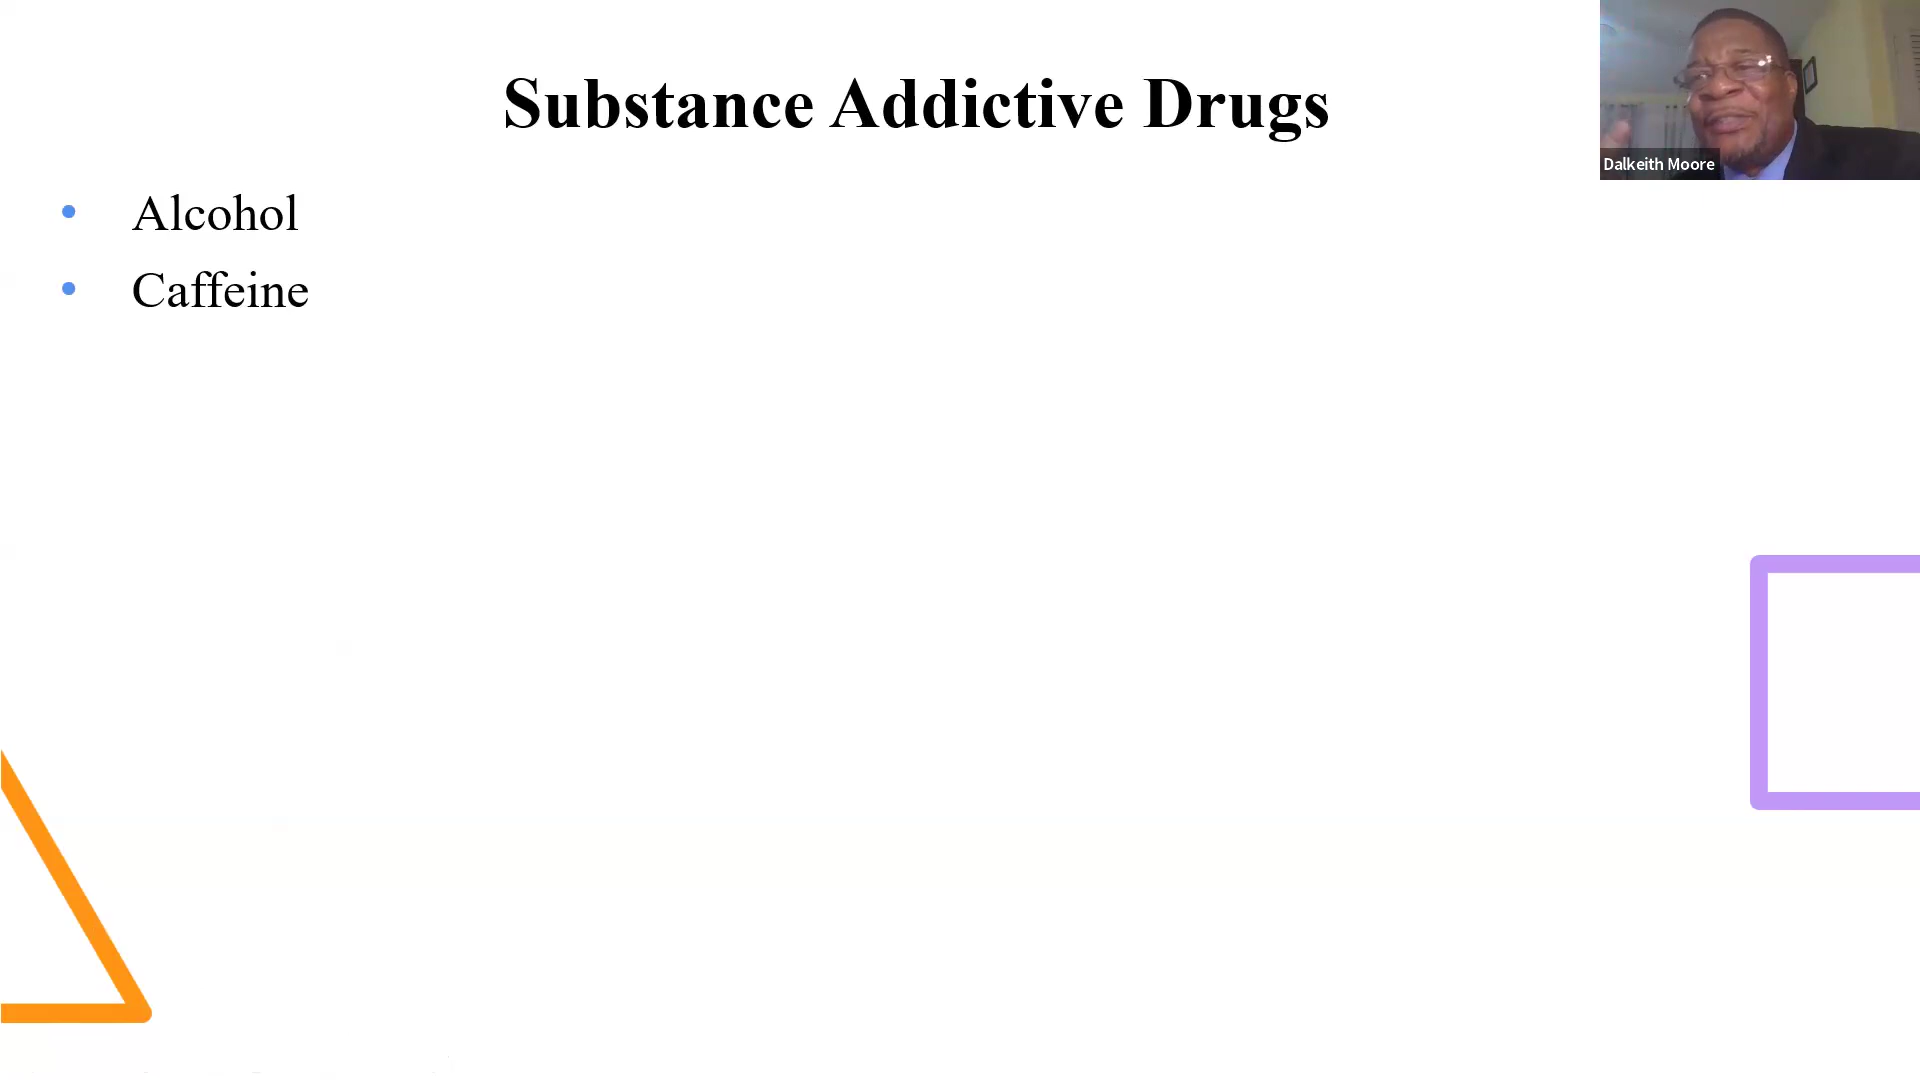 Substance Addictive Drugs
Dalkeith Moore
• Alcohol
• Caffeine